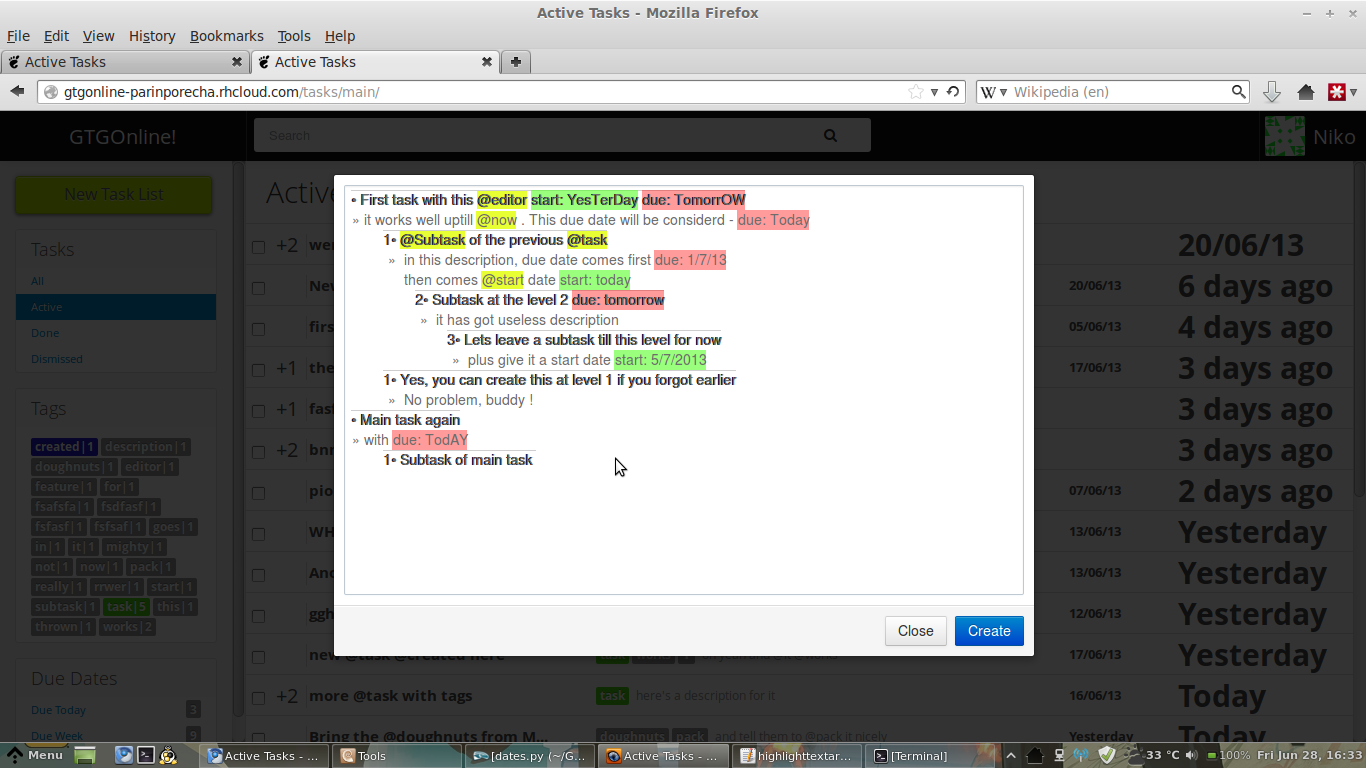 Active Tasks - Mozilla Firefox
File Edit View History Bookmarks Tools Help
Active Tasks
Active Tasks
gtgonline-parinporecha.rhcloud.com/tasks/main/
Wikipedia (en)
GTGOnline!
Search
Niko
New Task List
Tasks
All
Active
Done
Dismissed
Tags
created|1 description|1
doughnuts|1 editor|1
feature|1 for|1
fsafsfa|1 fsdfasf|1
fsfasf|1 fsfsaf|1 goes|1
in|1 it|1 mighty|1
not|1 now|1 pack|1
really|1 rrwer|1 start|1
subtask|1 task|5 this|1
thrown|1 works|2
Due Dates
Due Today 3
Due Week 9
• First task with this @editor start: YesTerDay due: TomorrOW
» it works well uptill @now . This due date will be considerd - due: Today
1• @Subtask of the previous @task
» in this description, due date comes first due: 1/7/13
then comes @start date start: today
2• Subtask at the level 2 due: tomorrow
» it has got useless description
3• Lets leave a subtask till this level for now
» plus give it a start date start: 5/7/2013
1• Yes, you can create this at level 1 if you forgot earlier
» No problem, buddy !
• Main task again
» with due: TodAY
1• Subtask of main task
Close Create
+2 20/06/13
20/06/13 6 days ago
05/06/13 4 days ago
+1 17/06/13 3 days ago
+1 3 days ago
+2 3 days ago
07/06/13 2 days ago
13/06/13 Yesterday
13/06/13 Yesterday
12/06/13 Yesterday
new @task @created here 17/06/13 Yesterday
+2 more @task with tags task here's a description for it 16/06/13 Today
Bring the @doughnuts from M... doughnuts pack and tell them to @pack it nicely Yesterday Today
Menu
Active Tasks - ...
Tools
[dates.py (~/G...
Active Tasks - ...
highlighttextar...
[Terminal]
33 °C
100%
Fri Jun 28, 16:33